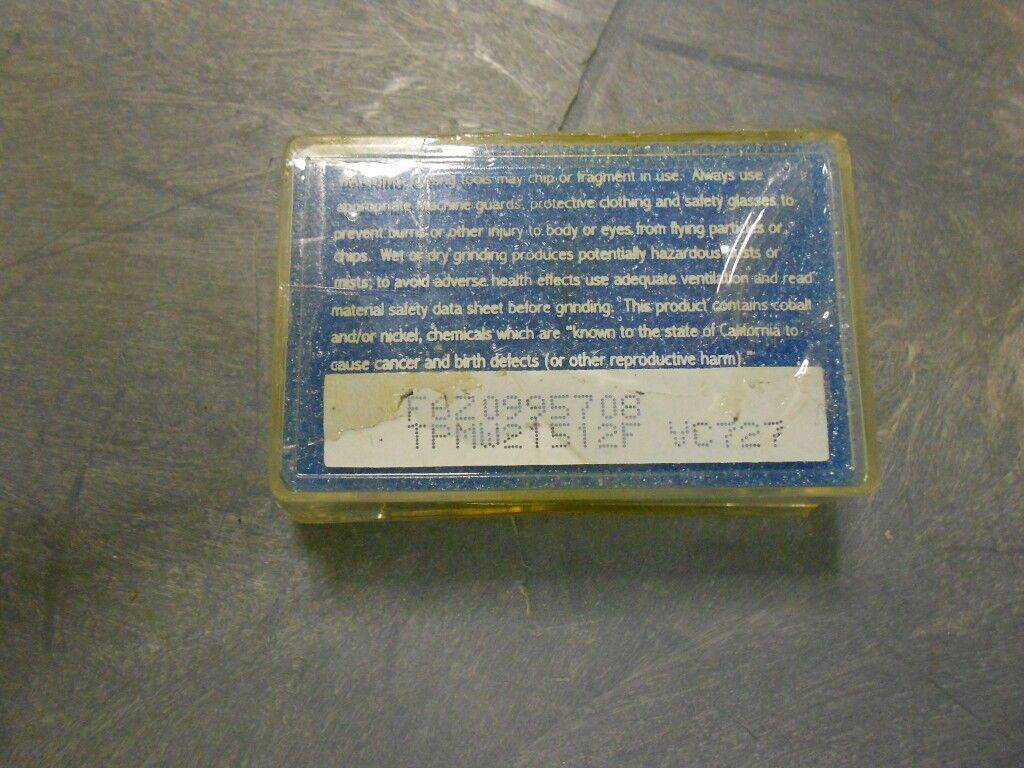 WARNING: Cutting tools may chip or fragment in use. Always use
appropriate machine guards, protective clothing and safety glasses to
prevent burns or other injury to body or eyes from flying particles or
chips. Wet or dry grinding produces potentially hazardous dusts or
mists; to avoid adverse health effects use adequate ventilation and read
material safety data sheet before grinding. This product contains cobalt
and/or nickel, chemicals which are "known to the state of California to
cause cancer and birth defects (or other reproductive harm)."
F820995708
TPMW21512F VC727